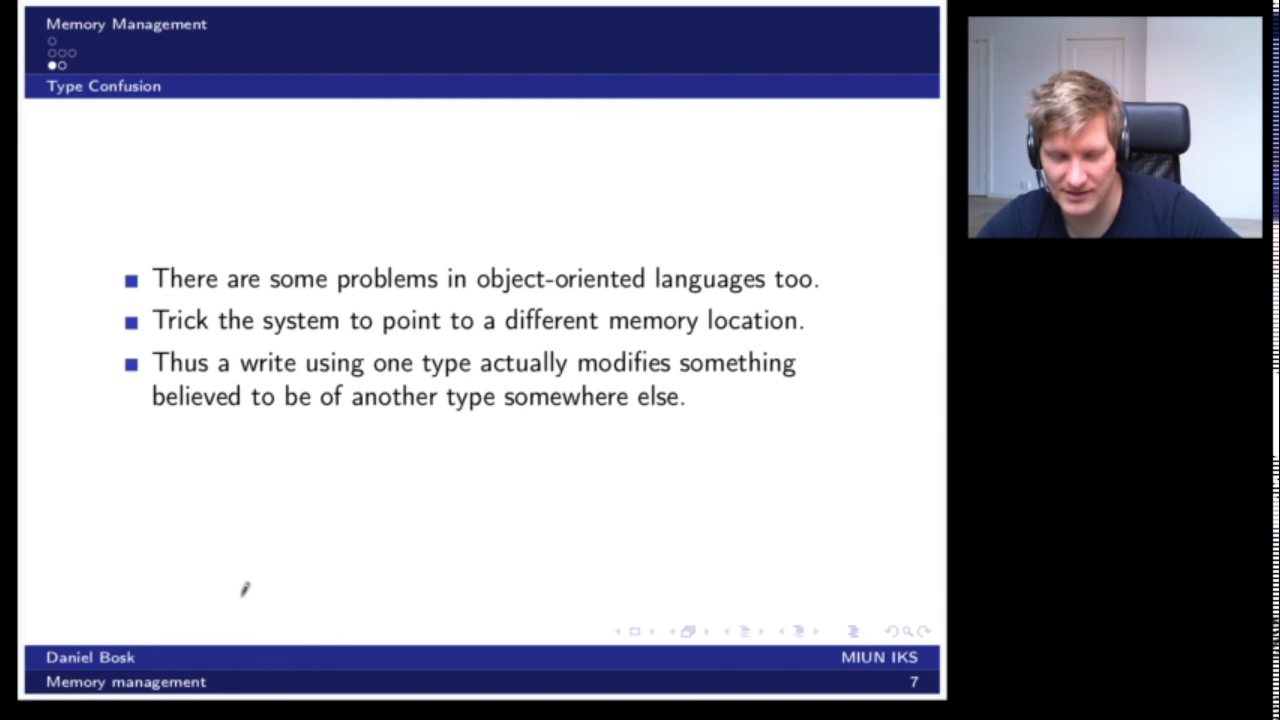 Memory Management
Type Confusion
There are some problems in object-oriented languages too.
Trick the system to point to a different memory location.
Thus a write using one type actually modifies something
believed to be of another type somewhere else.
Daniel Bosk
MIUN IKS
Memory management
7